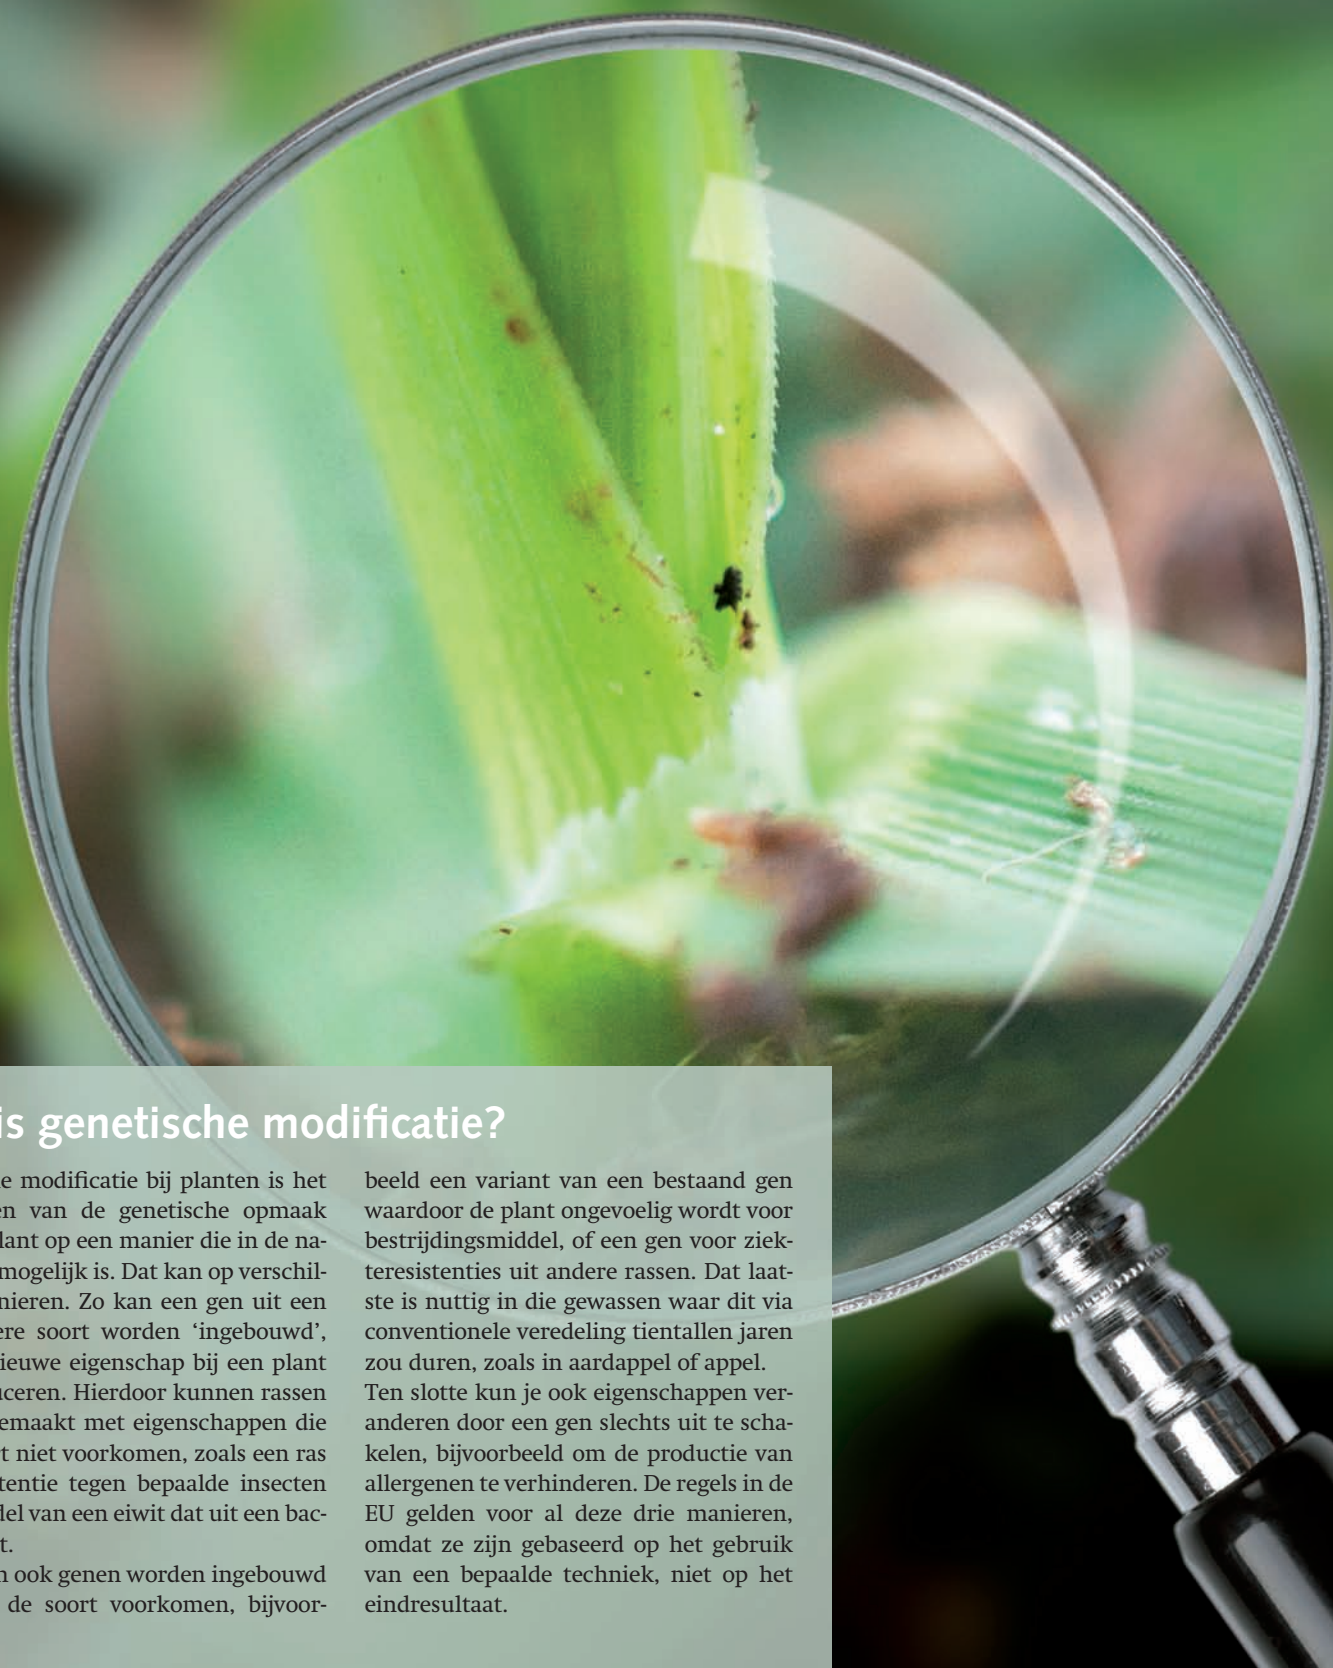 is genetische modificatie?
e modificatie bij planten is het
en van de genetische opmaak
lant op een manier die in de na-
mogelijk is. Dat kan op verschil-
nieren. Zo kan een gen uit een
ere soort worden ‘ingebouwd’,
ieuwe eigenschap bij een plant
uceren. Hierdoor kunnen rassen
emaakt met eigenschappen die
t niet voorkomen, zoals een ras
tentie tegen bepaalde insecten
del van een eiwit dat uit een bac-
t.
n ook genen worden ingebouwd
de soort voorkomen, bijvoor-
beeld een variant van een bestaand gen
waardoor de plant ongevoelig wordt voor
bestrijdingsmiddel, of een gen voor ziek-
teresistenties uit andere rassen. Dat laat-
ste is nuttig in die gewassen waar dit via
conventionele veredeling tientallen jaren
zou duren, zoals in aardappel of appel.
Ten slotte kun je ook eigenschappen ver-
anderen door een gen slechts uit te scha-
kelen, bijvoorbeeld om de productie van
allergenen te verhinderen. De regels in de
EU gelden voor al deze drie manieren,
omdat ze zijn gebaseerd op het gebruik
van een bepaalde techniek, niet op het
eindresultaat.